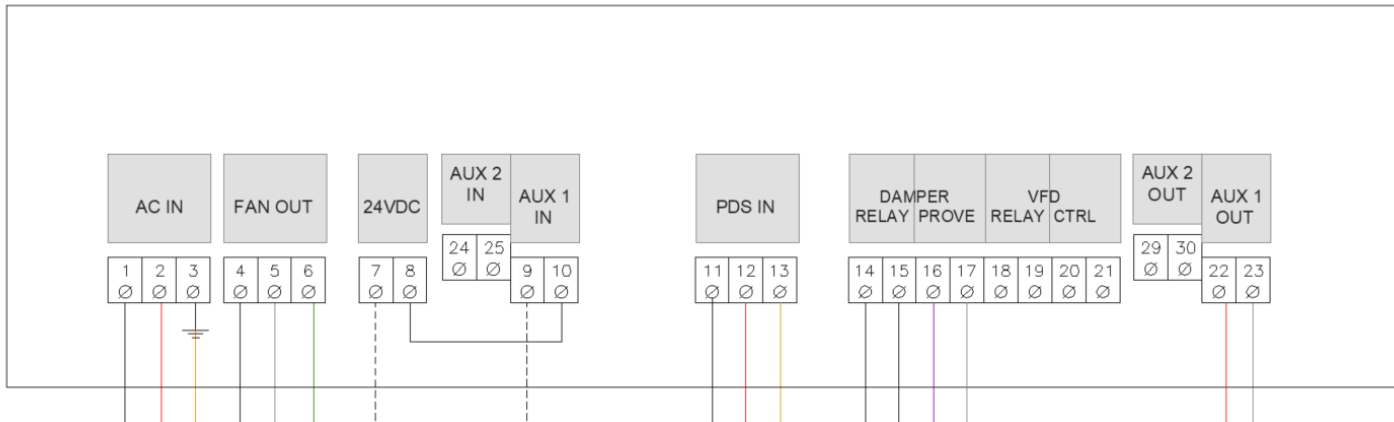 AC IN
FAN OUT
24VDC
AUX 2
IN
AUX 1
IN
PDS IN
DAMPER
RELAY PROVE
VFD
RELAY CTRL
AUX 2
OUT
AUX 1
OUT
1 2 3
4 5 6
7 8
24 25
9 10
11 12 13
14 15 16 17 18 19 20 21
29 30
22 23